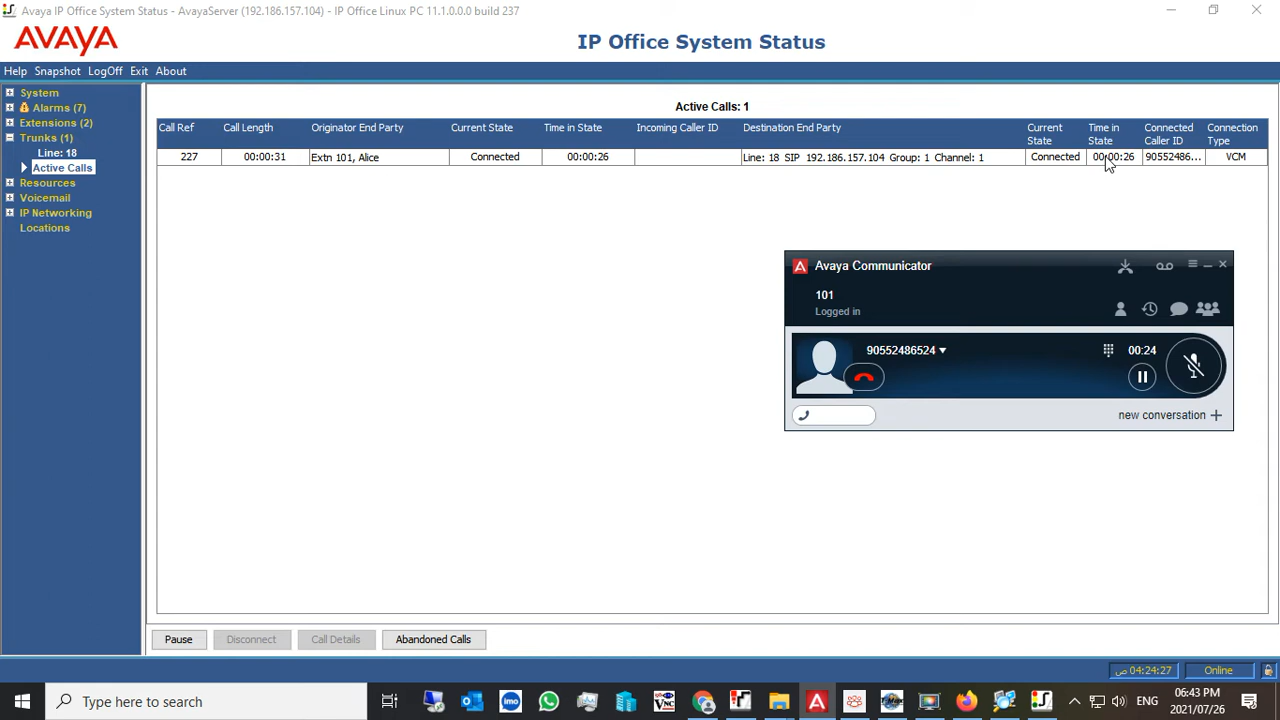 Avaya IP Office System Status - AvayaServer (192.186.157.104) - IP Office Linux PC 11.1.0.0.0 build 237
AVAYA
IP Office System Status
Help Snapshot LogOff Exit About
System
Alarms (7)
Extensions (2)
Trunks (1)
Line: 18
Active Calls
Resources
Voicemail
IP Networking
Locations
Active Calls: 1
Call Ref Call Length Originator End Party Current State Time in State Incoming Caller ID Destination End Party Current State Time in State Connected Caller ID Connection Type
227 00:00:31 Extn 101, Alice Connected 00:00:26 Line: 18 SIP 192.186.157.104 Group: 1 Channel: 1 Connected 00:00:26 90552486... VCM
Avaya Communicator
101
Logged in
90552486524 00:24
new conversation
Pause Disconnect Call Details Abandoned Calls
04:24:27 ص Online
Type here to search
ENG
06:43 PM
2021/07/26